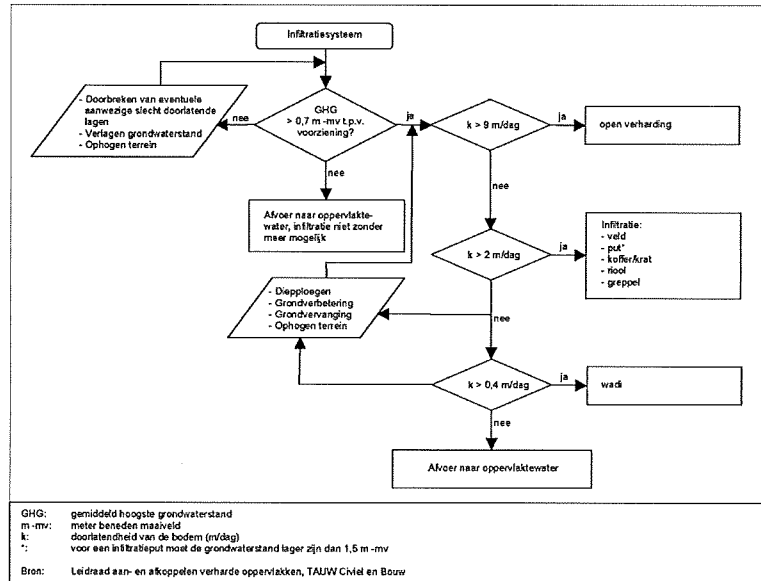 Infiltratiesysteem
- Doorbreken van eventuele
aanwezige slecht doorlatende
lagen
- Verlagen grondwaterstand
- Ophogen terrein
nee
GHG
> 0,7 m -mv t.p.v.
voorziening?
ja
k > 9 m/dag
ja
open verharding
nee
nee
Afvoer naar oppervlakte-
water, infiltratie niet zonder
meer mogelijk
k > 2 m/dag
ja
Infiltratie:
- veld
- put*
- koffer/krat
- riool
- greppel
- Diepploegen
- Grondverbetering
- Grondvervanging
- Ophogen terrein
nee
k > 0,4 m/dag
ja
wadi
nee
Afvoer naar oppervlaktewater
GHG: gemiddeld hoogste grondwaterstand
m -mv: meter beneden maaiveld
k: doorlatendheid van de bodem (m/dag)
*: voor een infiltratieput moet de grondwaterstand lager zijn dan 1,5 m -mv
Bron: Leidraad aan- en afkoppelen verharde oppervlakken, TAUW Civiel en Bouw